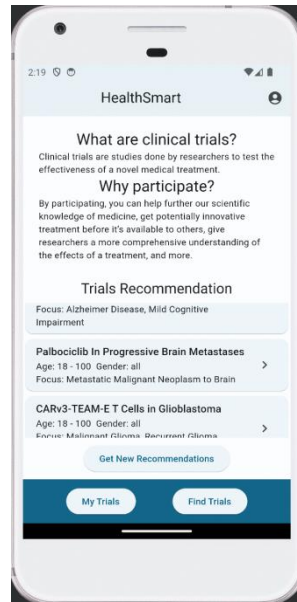 2:19
HealthSmart
What are clinical trials?
Clinical trials are studies done by researchers to test the
effectiveness of a novel medical treatment.
Why participate?
By participating, you can help further our scientific
knowledge of medicine, get potentially innovative
treatment before it's available to others, give
researchers a more comprehensive understanding of
the effects of a treatment, and more.
Trials Recommendation
Focus: Alzheimer Disease, Mild Cognitive
Impairment
Palbociclib In Progressive Brain Metastases
Age: 18 - 100 Gender: all
Focus: Metastatic Malignant Neoplasm to Brain
CARv3-TEAM-E T Cells in Glioblastoma
Age: 18 - 100 Gender: all
Focus: Malignant Glioma, Recurrent Glioma
Get New Recommendations
My Trials
Find Trials